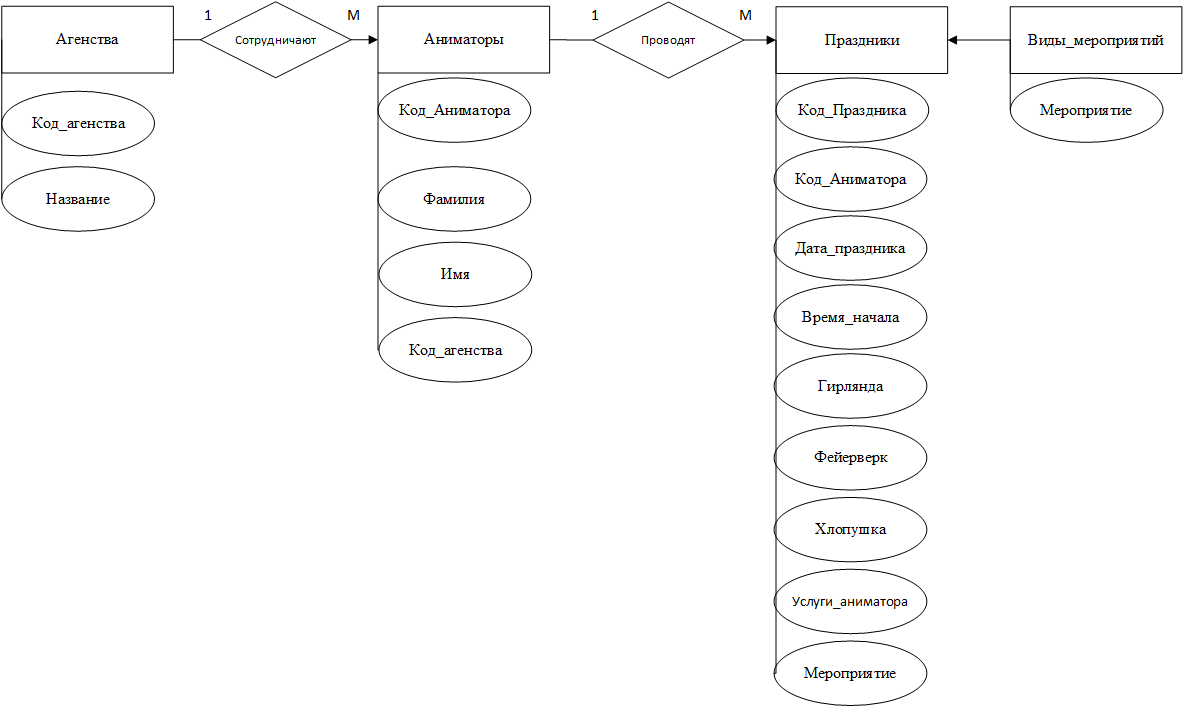 1 М 1 М
Агенства Сотрудничают Аниматоры Проводят Праздники Виды_мероприятий
Код_агенства
Название
Код_Аниматора
Фамилия
Имя
Код_агенства
Код_Праздника
Код_Аниматора
Дата_праздника
Время_начала
Гирлянда
Фейерверк
Хлопушка
Услуги_аниматора
Мероприятие
Мероприятие